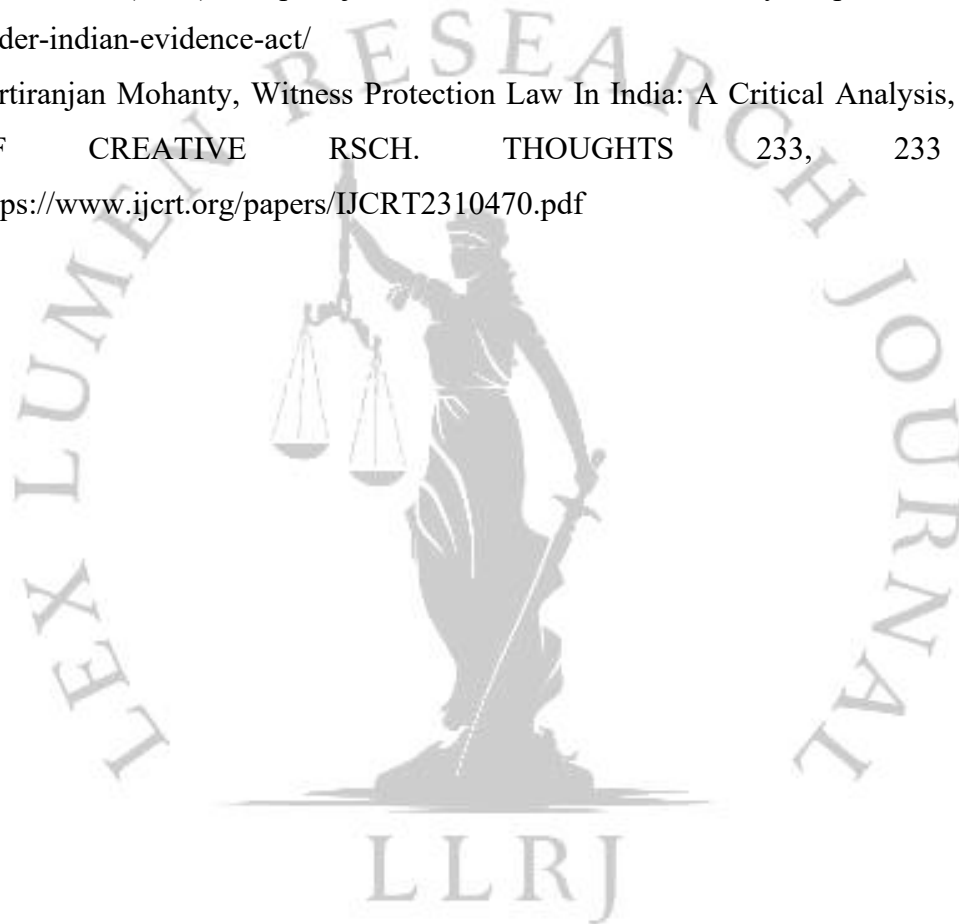 der-indian-evidence-act/
rtiranjan Mohanty, Witness Protection Law In India: A Critical Analysis,
CREATIVE RSCH. THOUGHTS 233, 233
ps://www.ijcrt.org/papers/IJCRT2310470.pdf
LEX LUMEN RESEARCH JOURNAL
LLRJ